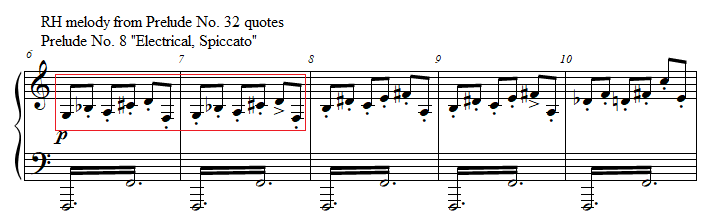 RH melody from Prelude No. 32 quotes
Prelude No. 8 "Electrical, Spiccato"
6 7 8 9 10
p